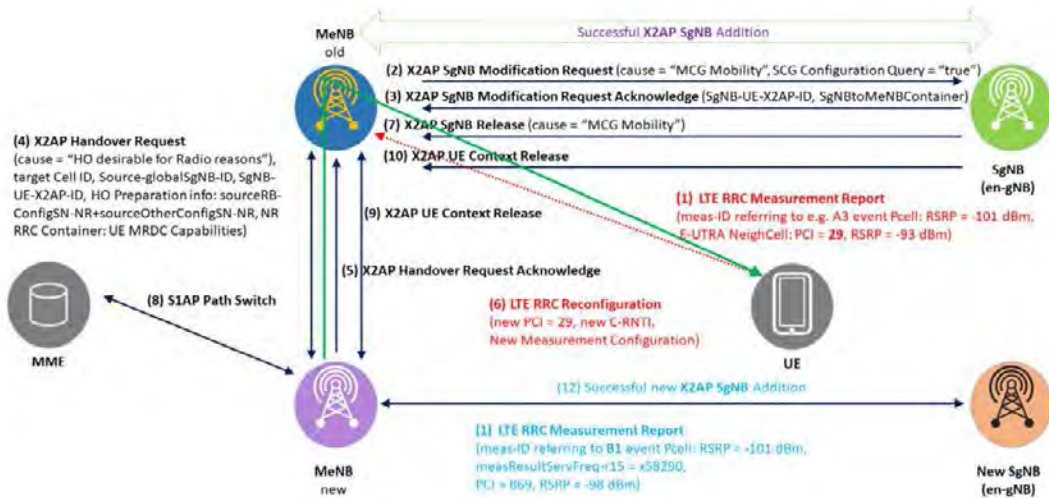 Successful X2AP SgNB Addition
MeNB
old
(2) X2AP SgNB Modification Request (cause = “MCG Mobility”, SCG Configuration Query = “true”)
(3) X2AP SgNB Modification Request Acknowledge (SgNB-UE-X2AP-ID, SgNBtoMeNBContainer)
(7) X2AP SgNB Release (cause = “MCG Mobility”)
(10) X2AP UE Context Release
SgNB
(en-gNB)
(4) X2AP Handover Request
(cause = “HO desirable for Radio reasons”),
target Cell ID, Source-globalSgNB-ID, SgNB-
UE-X2AP-ID, HO Preparation info: sourceRB-
ConfigSN-NR+sourceOtherConfigSN-NR, NR
RRC Container: UE MRDC Capabilities)
(1) LTE RRC Measurement Report
(meas-ID referring to e.g. A3 event Pcell: RSRP = -101 dBm,
E-UTRA NeighCell: PCI = 29, RSRP = -93 dBm)
(9) X2AP UE Context Release
(5) X2AP Handover Request Acknowledge
(8) S1AP Path Switch
(6) LTE RRC Reconfiguration
(new PCI = 29, new C-RNTI,
New Measurement Configuration)
MME
UE
(12) Successful new X2AP SgNB Addition
(1) LTE RRC Measurement Report
(meas-ID referring to B1 event Pcell: RSRP = -101 dBm,
measResultServFreq-r15 = x58290,
PCI = 869, RSRP = -98 dBm)
MeNB
new
New SgNB
(en-gNB)